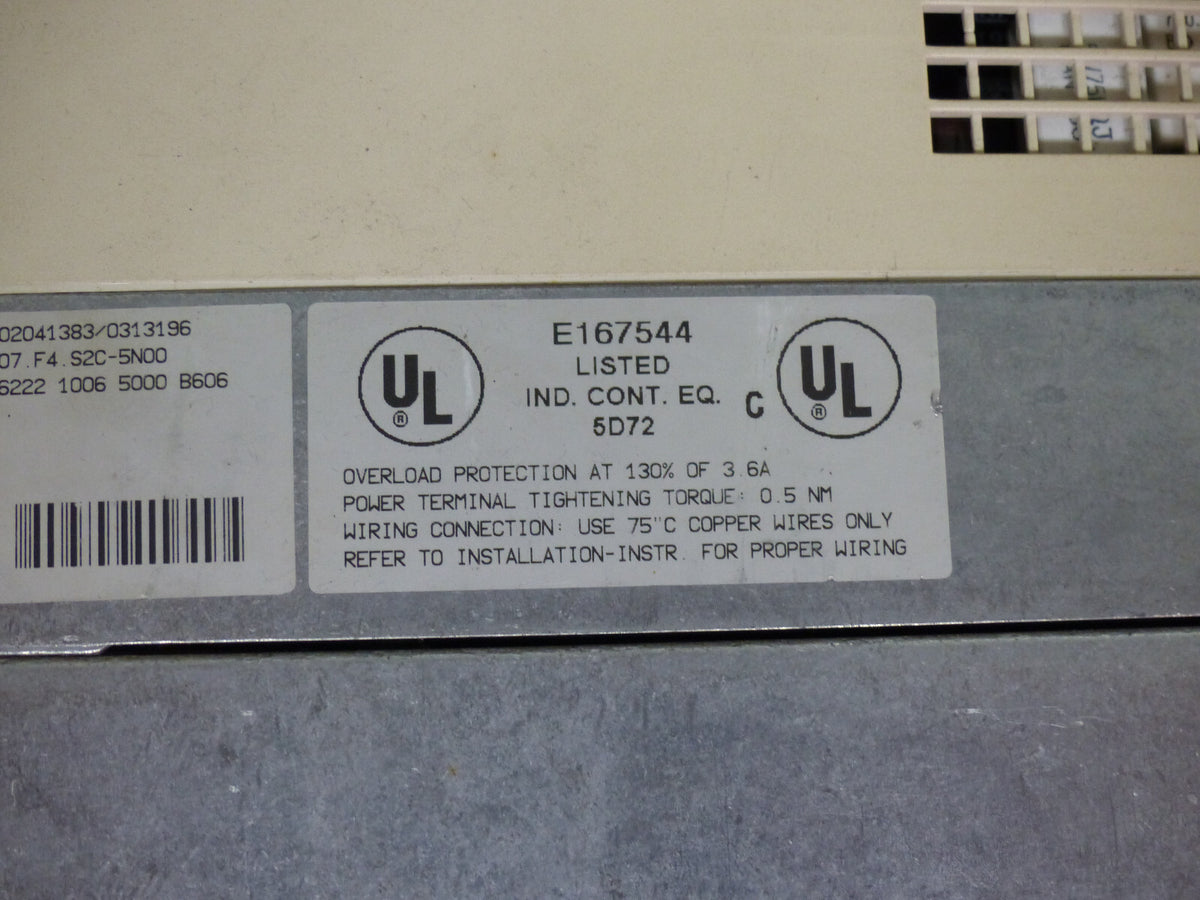 02041383/0313196
07.F4.S2C-5N00
6222 1006 5000 B606
UL
®
E167544
LISTED
IND. CONT. EQ.
5D72
C
UL
®
OVERLOAD PROTECTION AT 130% OF 3.6A
POWER TERMINAL TIGHTENING TORQUE: 0.5 NM
WIRING CONNECTION: USE 75°C COPPER WIRES ONLY
REFER TO INSTALLATION-INSTR. FOR PROPER WIRING